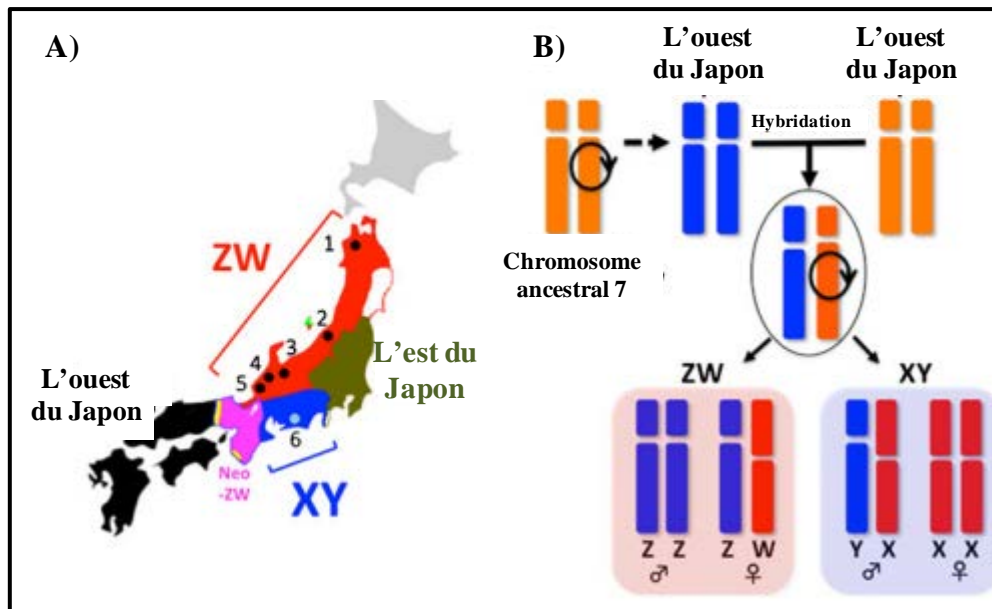 A)
ZW
1
2
3
4
5
L'est du
Japon
L'ouest
du Japon
6
Neo
-ZW
XY
B)
L'ouest
du Japon
L'ouest
du Japon
Hybridation
Chromosome
ancestral 7
ZW
XY
Z Z Z W
♂ ♀
Y X X X
♂ ♀